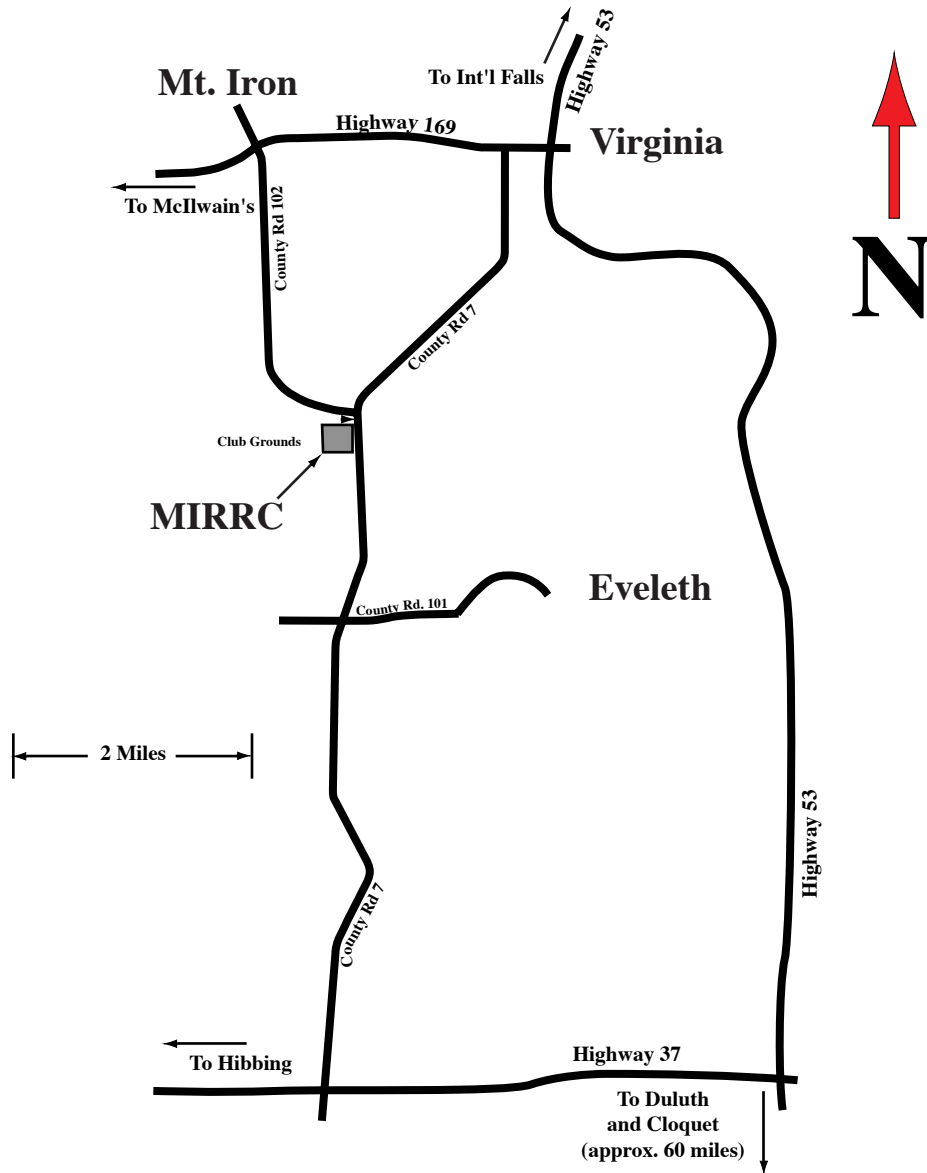 Highway 53
To Int'l Falls
Mt. Iron
Highway 169
Virginia
To McIlwain's
County Rd 102
N
County Rd 7
Club Grounds
MIRRC
Eveleth
County Rd. 101
2 Miles
Highway 53
County Rd 7
To Hibbing
Highway 37
To Duluth
and Cloquet
(approx. 60 miles)